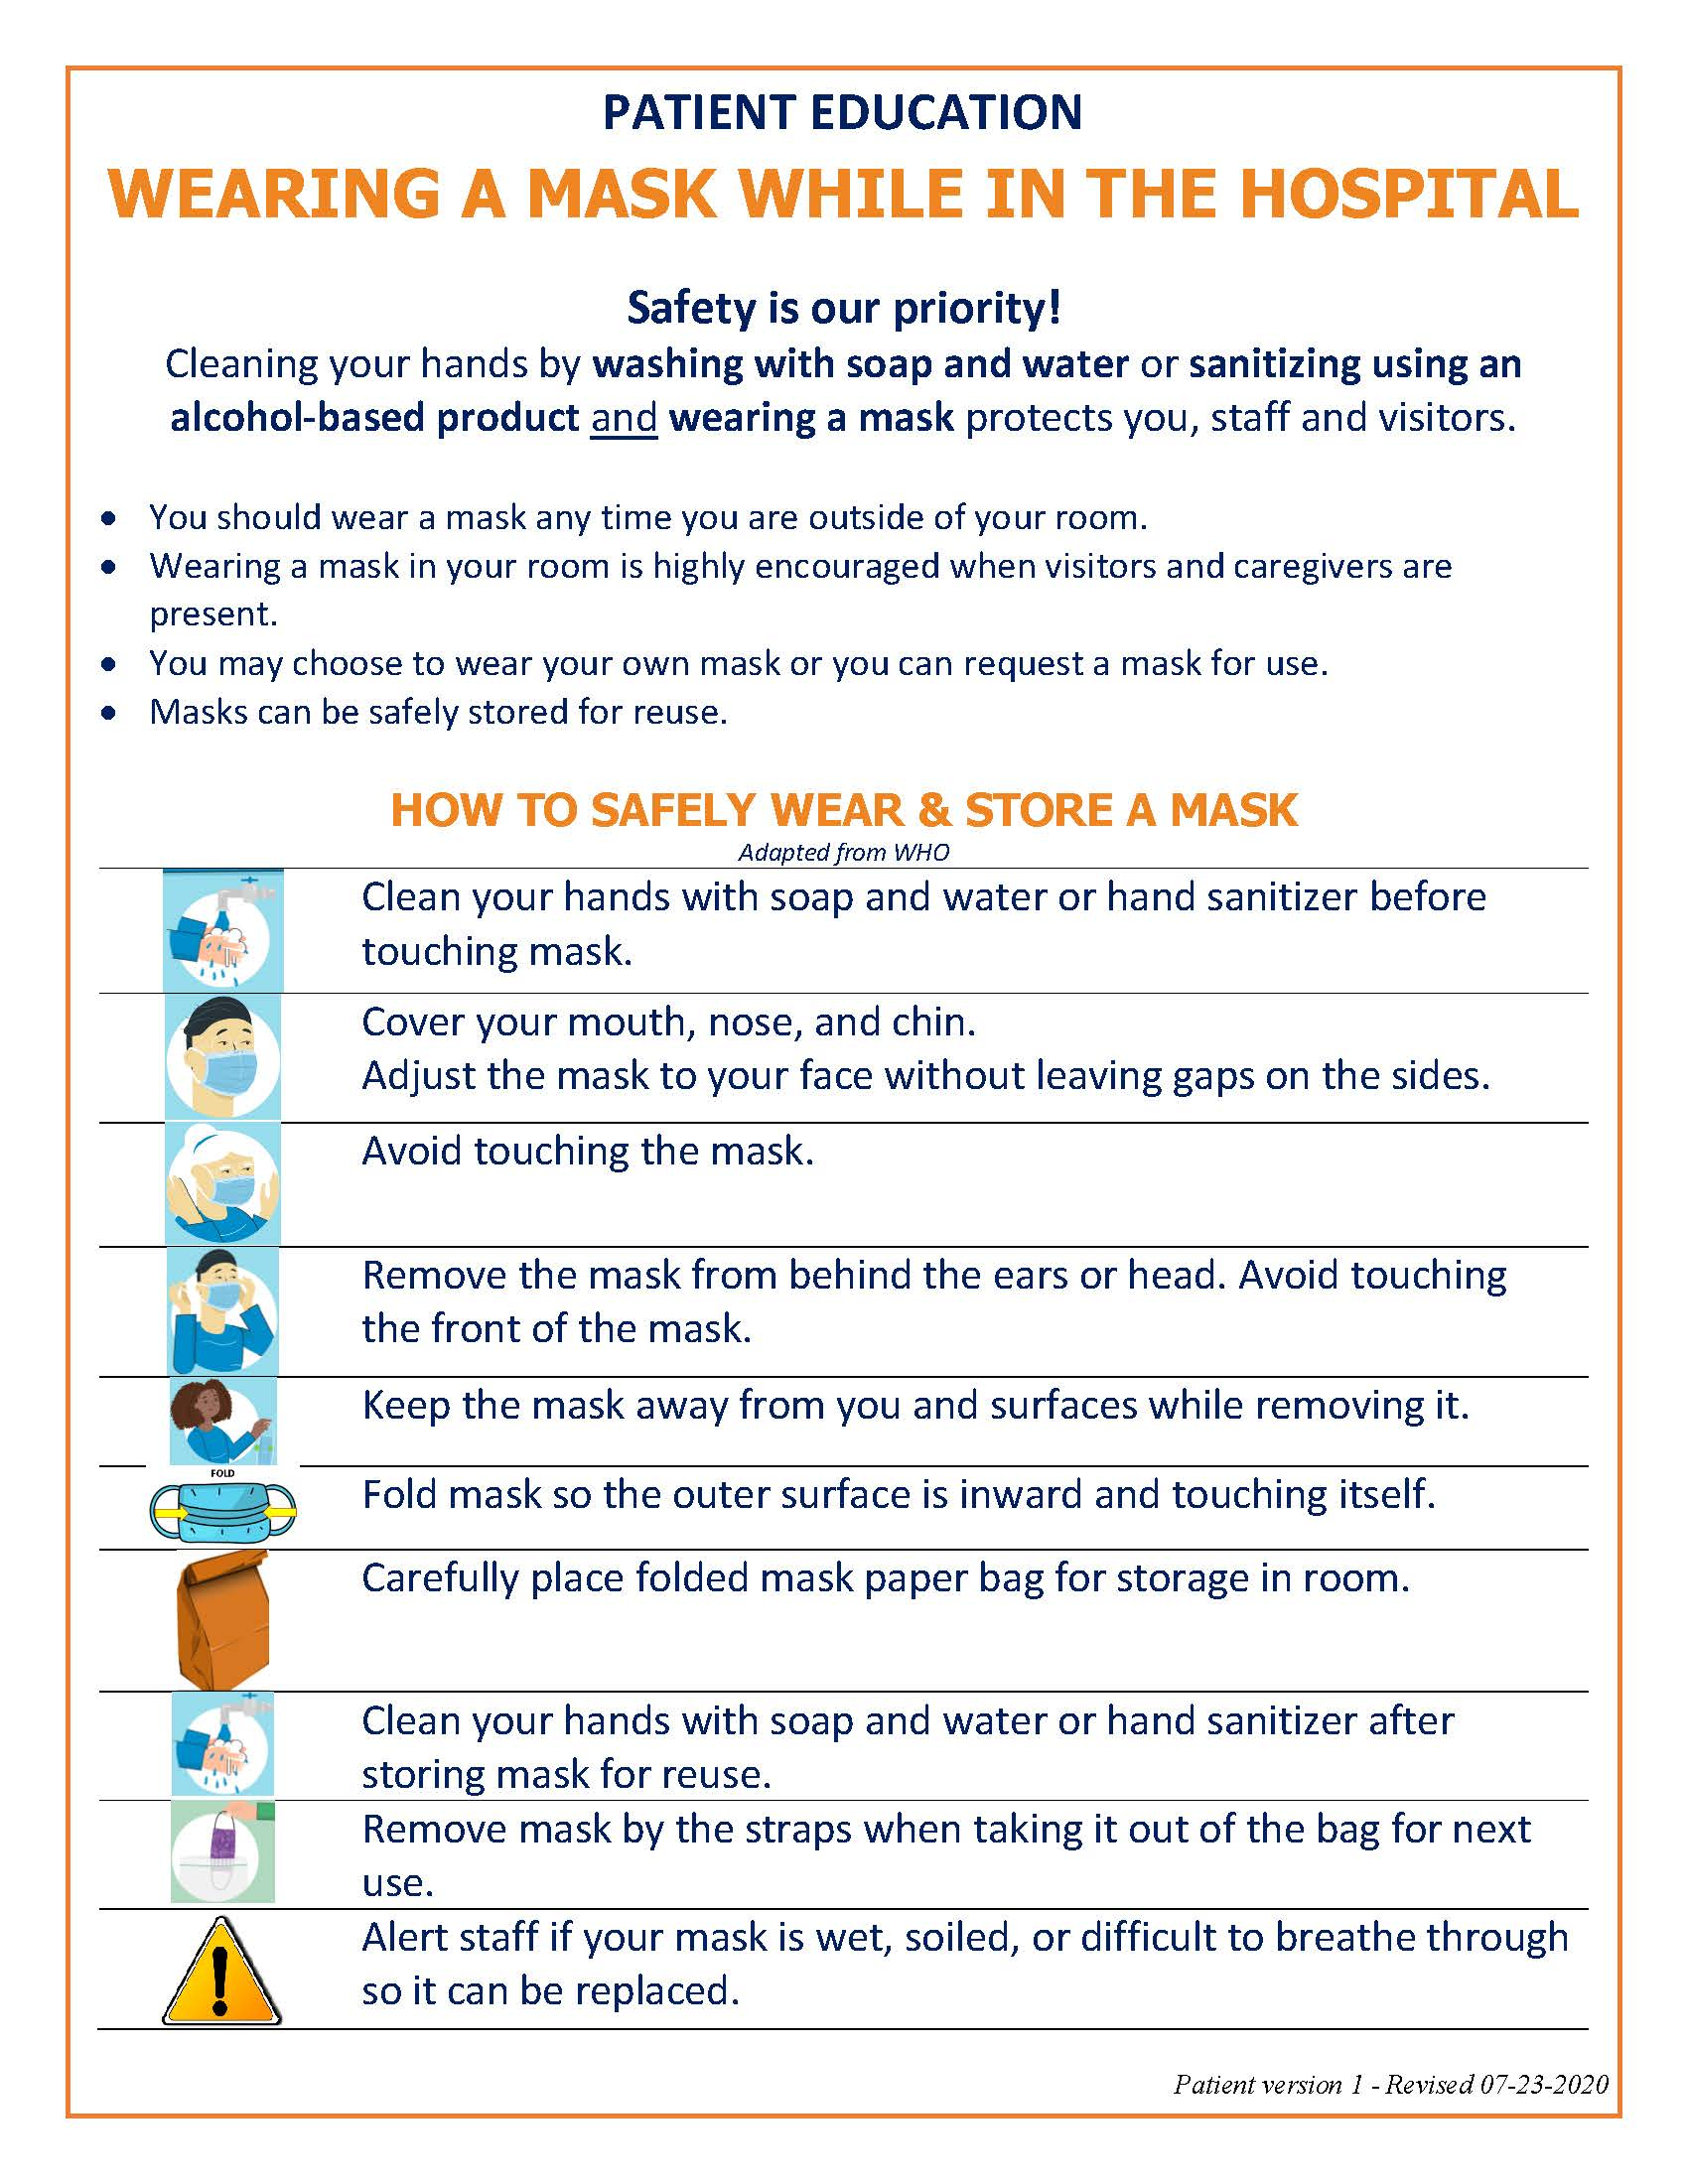 PATIENT EDUCATION
WEARING A MASK WHILE IN THE HOSPITAL
Safety is our priority!
Cleaning your hands by washing with soap and water or sanitizing using an
alcohol-based product and wearing a mask protects you, staff and visitors.
• You should wear a mask any time you are outside of your room.
• Wearing a mask in your room is highly encouraged when visitors and caregivers are
present.
• You may choose to wear your own mask or you can request a mask for use.
• Masks can be safely stored for reuse.
HOW TO SAFELY WEAR & STORE A MASK
Adapted from WHO
Clean your hands with soap and water or hand sanitizer before
touching mask.
Cover your mouth, nose, and chin.
Adjust the mask to your face without leaving gaps on the sides.
Avoid touching the mask.
Remove the mask from behind the ears or head. Avoid touching
the front of the mask.
Keep the mask away from you and surfaces while removing it.
FOLD
Fold mask so the outer surface is inward and touching itself.
Carefully place folded mask paper bag for storage in room.
Clean your hands with soap and water or hand sanitizer after
storing mask for reuse.
Remove mask by the straps when taking it out of the bag for next
use.
Alert staff if your mask is wet, soiled, or difficult to breathe through
so it can be replaced.
Patient version 1 - Revised 07-23-2020